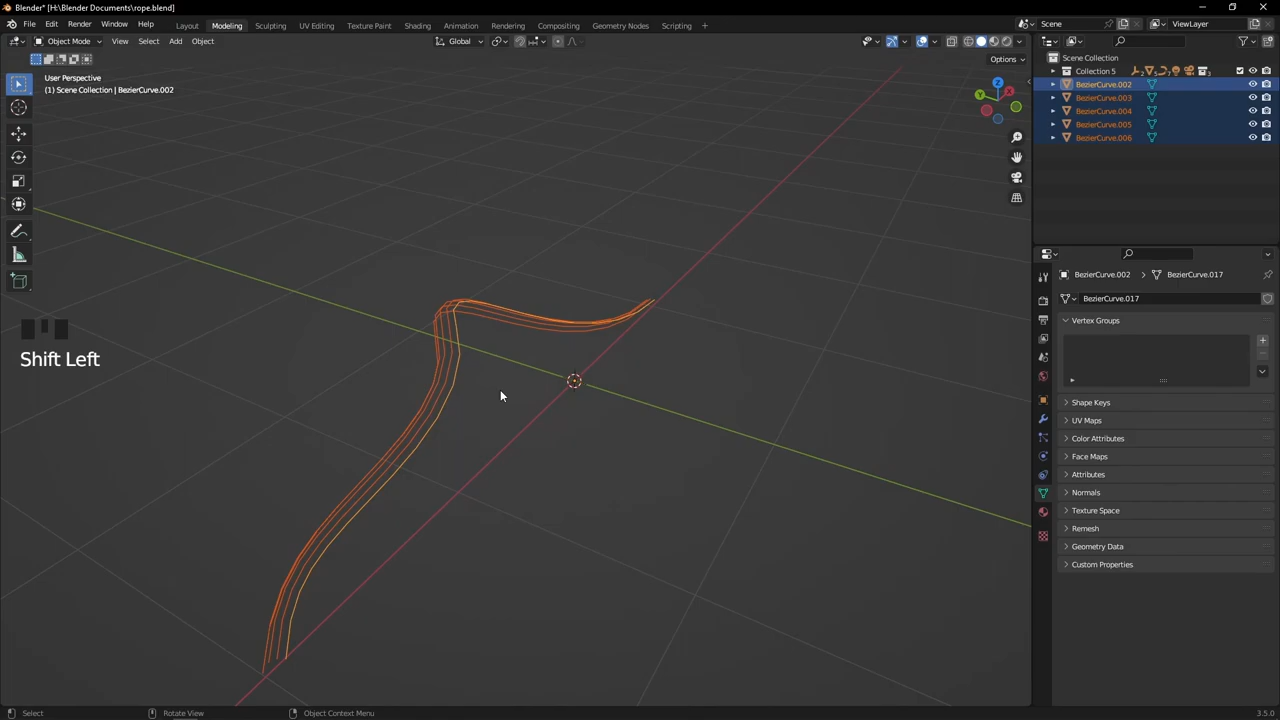 Blender* [H:\Blender Documents\rope.blend]
File Edit Render Window Help Layout Modeling Sculpting UV Editing Texture Paint Shading Animation Rendering Compositing Geometry Nodes Scripting + Scene ViewLayer
Object Mode View Select Add Object Global
Options
User Perspective
(1) Scene Collection | BezierCurve.002
Shift Left
Z
Y
X
Scene Collection
Collection 5 2 5 7 3
BezierCurve.002
BezierCurve.003
BezierCurve.004
BezierCurve.005
BezierCurve.006
BezierCurve.002 > BezierCurve.017
BezierCurve.017
Vertex Groups
Shape Keys
UV Maps
Color Attributes
Face Maps
Attributes
Normals
Texture Space
Remesh
Geometry Data
Custom Properties
Select Rotate View Object Context Menu 3.5.0